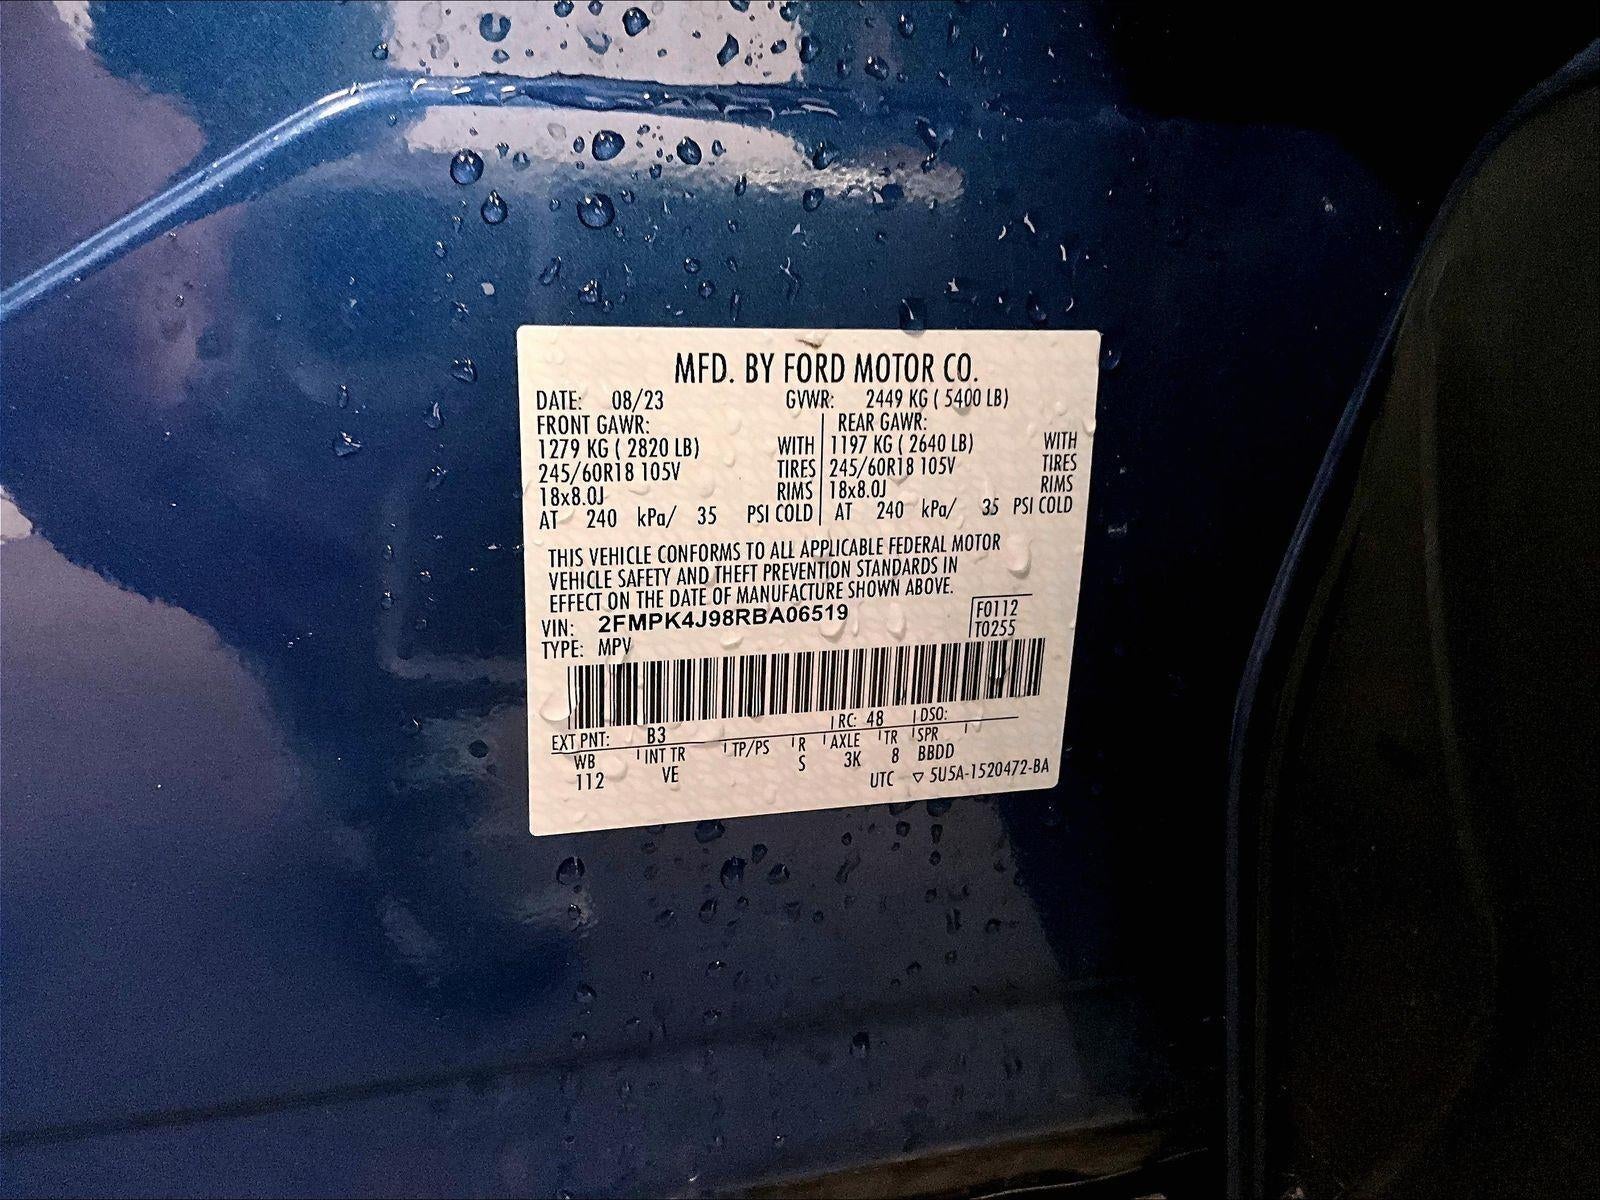 MFD. BY FORD MOTOR CO.
DATE: 08/23 GVWR: 2449 KG ( 5400 LB)
FRONT GAWR: REAR GAWR:
1279 KG ( 2820 LB) WITH 1197 KG ( 2640 LB) WITH
245/60R18 105V TIRES 245/60R18 105V TIRES
18x8.0J RIMS 18x8.0J RIMS
AT 240 kPa/ 35 PSI COLD AT 240 kPa/ 35 PSI COLD
THIS VEHICLE CONFORMS TO ALL APPLICABLE FEDERAL MOTOR
VEHICLE SAFETY AND THEFT PREVENTION STANDARDS IN
EFFECT ON THE DATE OF MANUFACTURE SHOWN ABOVE.
VIN: 2FMPK4J98RBA06519 F0112
TYPE: MPV T0255
EXT PNT: B3 RC: 48 DSO:
WB INT TR TP/PS R AXLE TR SPR
112 VE S 3K 8 BBDD
UTC ▽ 5U5A-1520472-BA